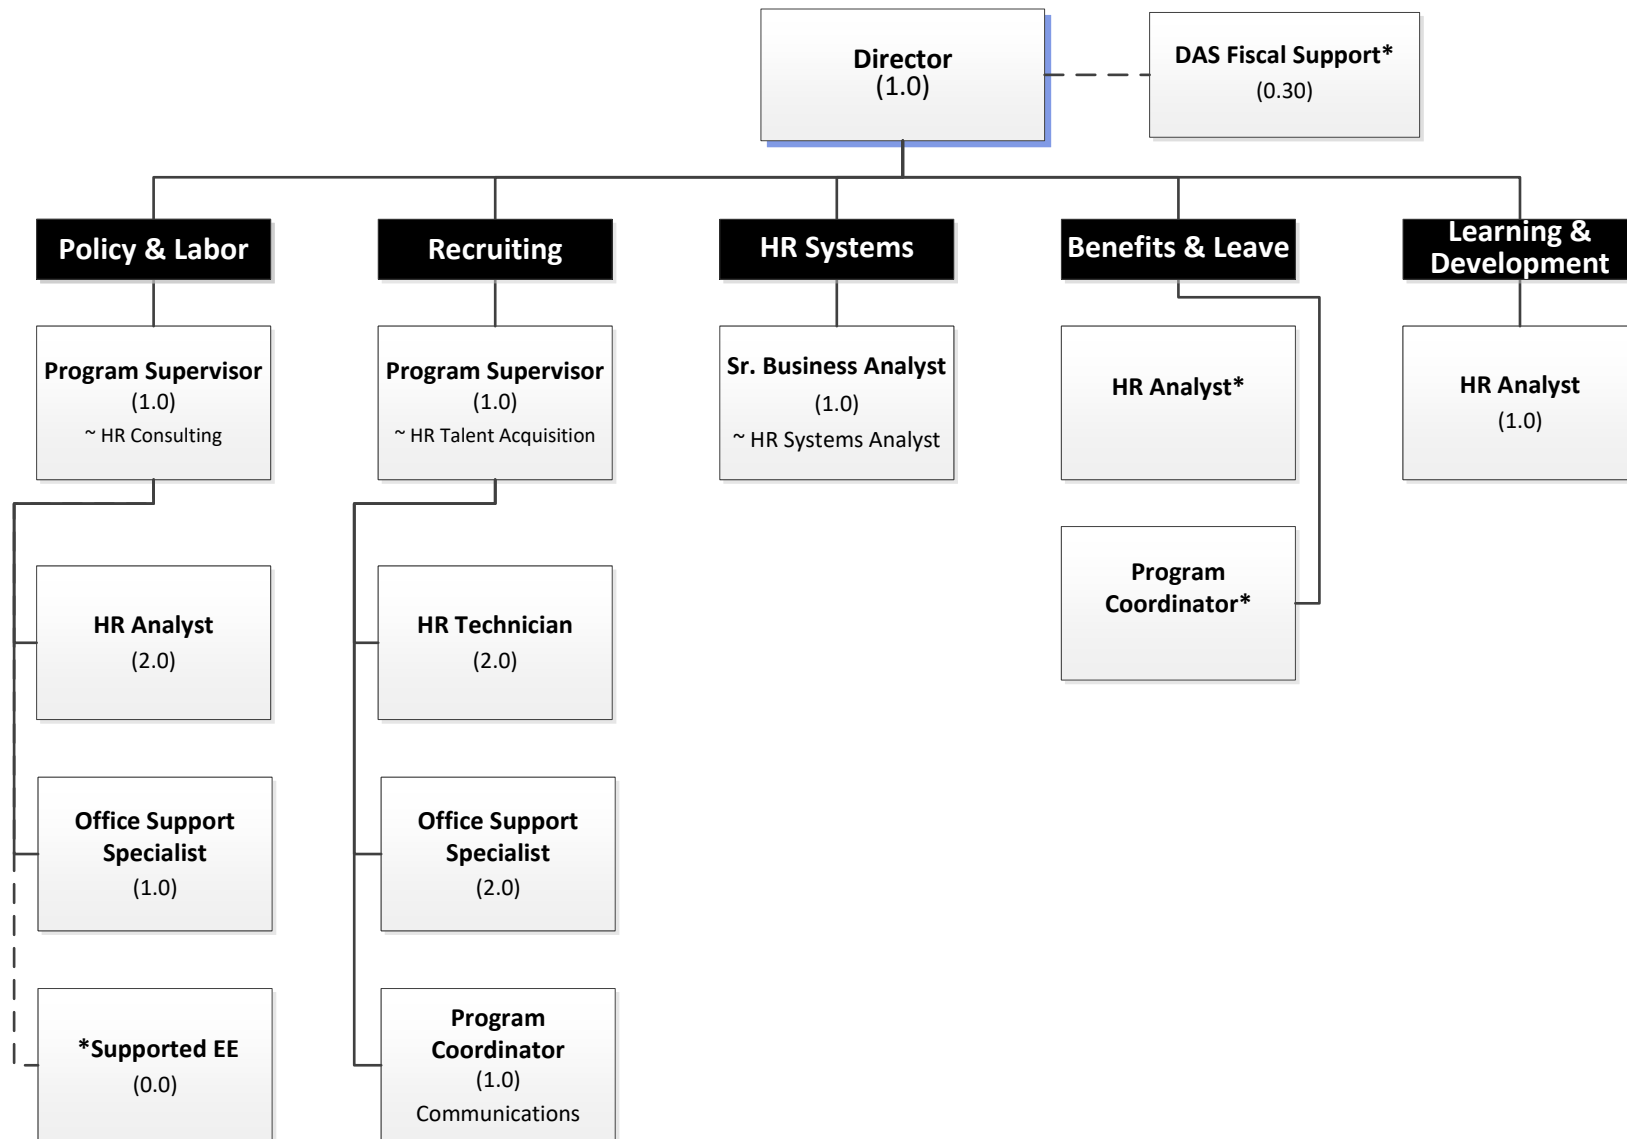 Director
(1.0)
DAS Fiscal Support*
(0.30)
Policy & Labor
Recruiting
HR Systems
Benefits & Leave
Learning &
Development
Program Supervisor
(1.0)
~ HR Consulting
Program Supervisor
(1.0)
~ HR Talent Acquisition
Sr. Business Analyst
(1.0)
~ HR Systems Analyst
HR Analyst*
HR Analyst
(1.0)
HR Analyst
(2.0)
HR Technician
(2.0)
Program
Coordinator*
Office Support
Specialist
(1.0)
Office Support
Specialist
(2.0)
*Supported EE
(0.0)
Program
Coordinator
(1.0)
Communications